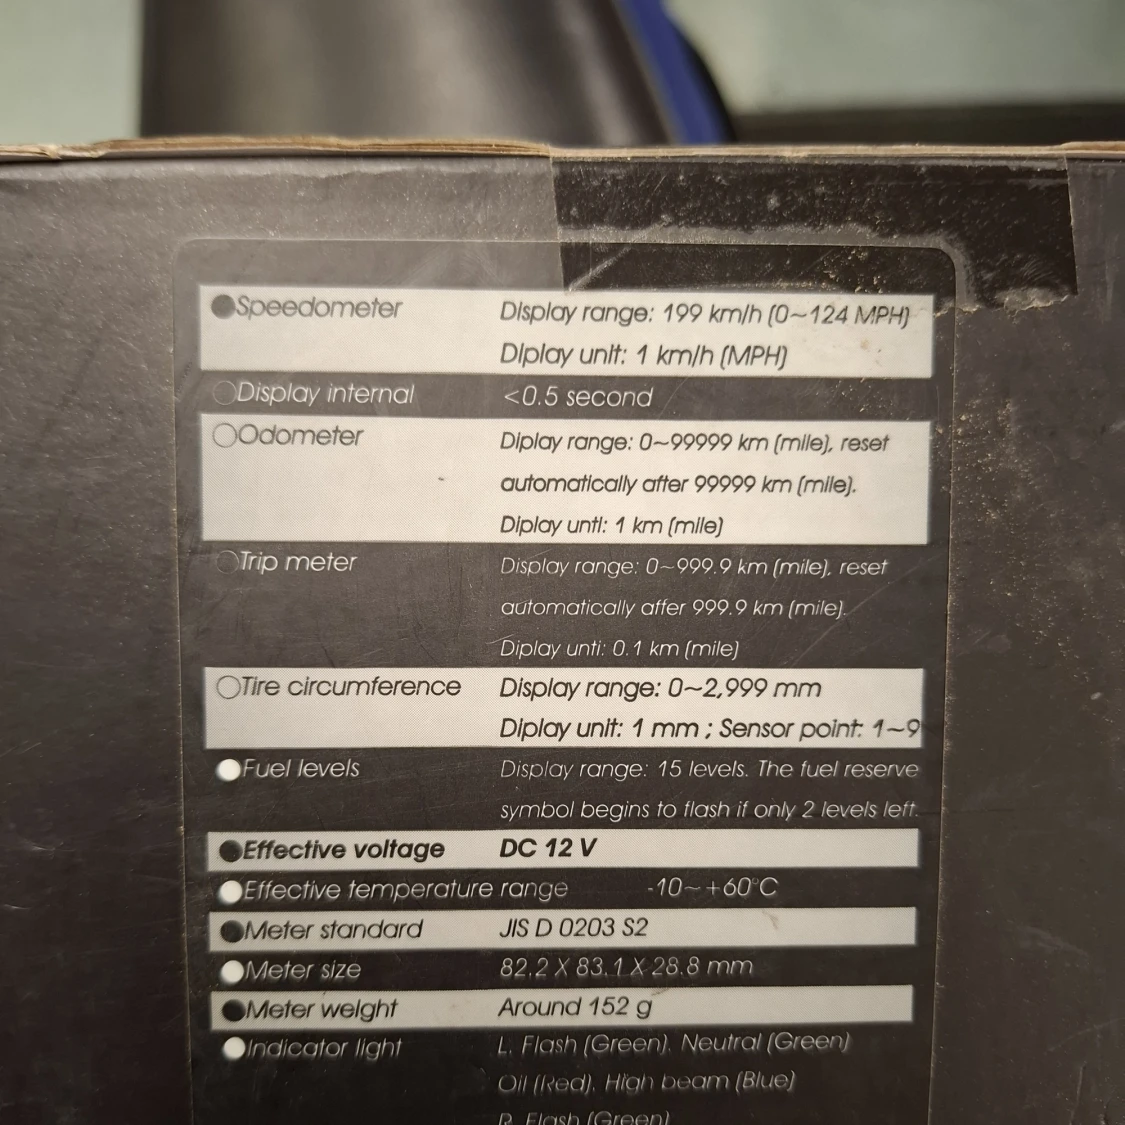 Speedometer Display range: 199 km/h (0~124 MPH)
Diplay unit: 1 km/h (MPH)
Display internal <0.5 second
Odometer Diplay range: 0~99999 km (mile), reset
automatically after 99999 km (mile).
Diplay unti: 1 km (mile)
Trip meter Display range: 0~999.9 km (mile), reset
automatically affer 999.9 km (mile).
Diplay unti: 0.1 km (mile)
Tire circumference Display range: 0~2,999 mm
Diplay unit: 1 mm ; Sensor point: 1~9
Fuel levels Display range: 15 levels. The fuel reserve
symbol begins to flash if only 2 levels left.
Effective voltage DC 12 V
Effective temperature range -10~+60°C
Meter standard JIS D 0203 S2
Meter size 82.2 X 83.1 X 28.8 mm
Meter weight Around 152 g
Indicator light L. Flash (Green). Neutral (Green)
Oil (Red). High beam (Blue)
R. Flash (Green)